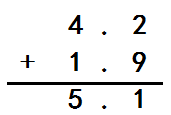 4 . 2
+ 1 . 9
5 . 1